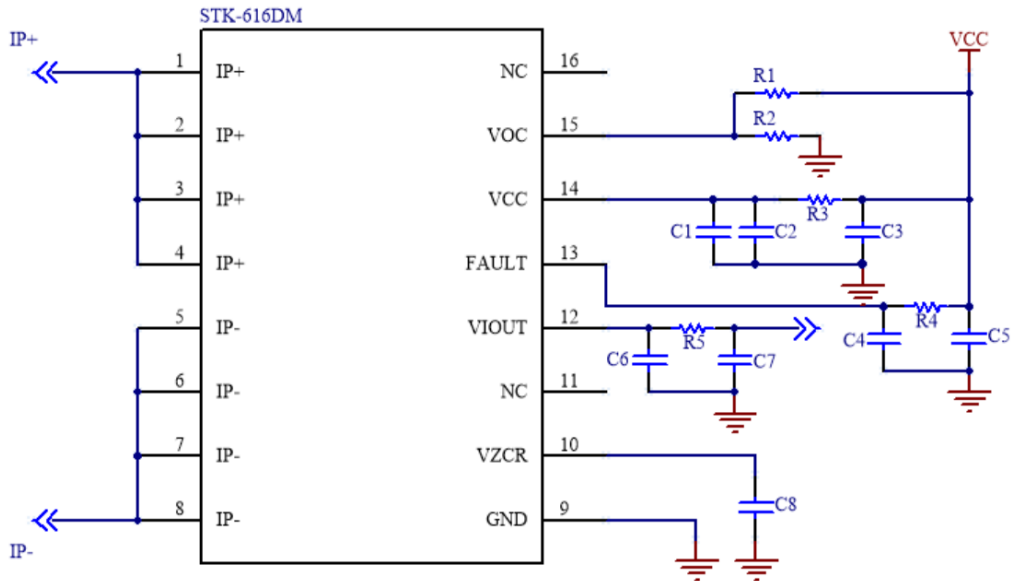 STK-616DM
IP+
VCC
1
IP+
NC
16
R1
2
IP+
VOC
15
R2
3
IP+
VCC
14
R3
C1
C2
C3
4
IP+
FAULT
13
R4
5
IP-
VIOUT
12
R5
C4
C5
C6
C7
6
IP-
NC
11
7
IP-
VZCR
10
C8
8
IP-
GND
9
IP-